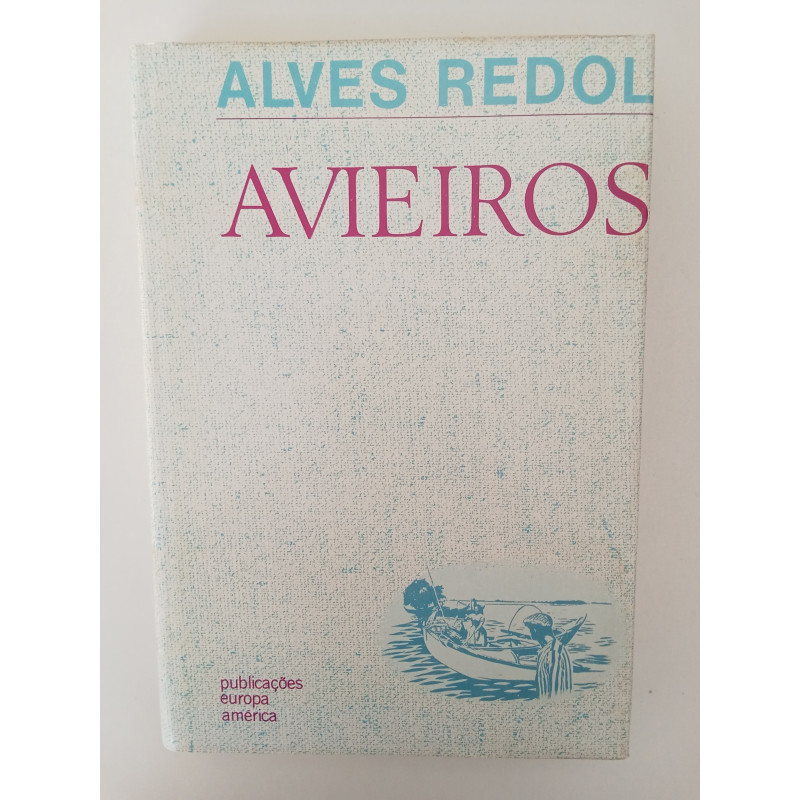 ALVES REDOL
AVIEIROS
publicações
europa
américa